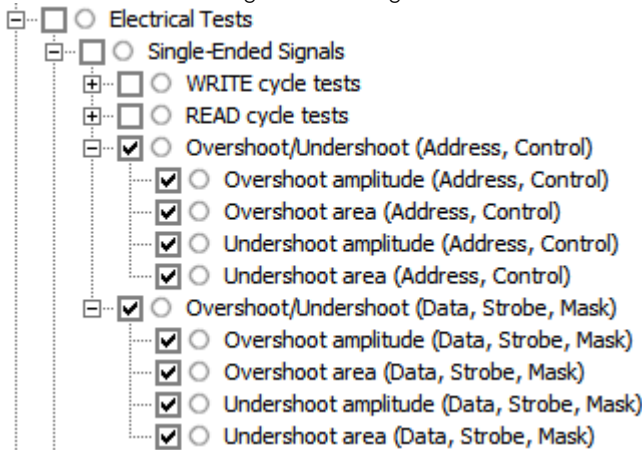 Electrical Tests
Single-Ended Signals
WRITE cycle tests
READ cycle tests
Overshoot/Undershoot (Address, Control)
Overshoot amplitude (Address, Control)
Overshoot area (Address, Control)
Undershoot amplitude (Address, Control)
Undershoot area (Address, Control)
Overshoot/Undershoot (Data, Strobe, Mask)
Overshoot amplitude (Data, Strobe, Mask)
Overshoot area (Data, Strobe, Mask)
Undershoot amplitude (Data, Strobe, Mask)
Undershoot area (Data, Strobe, Mask)